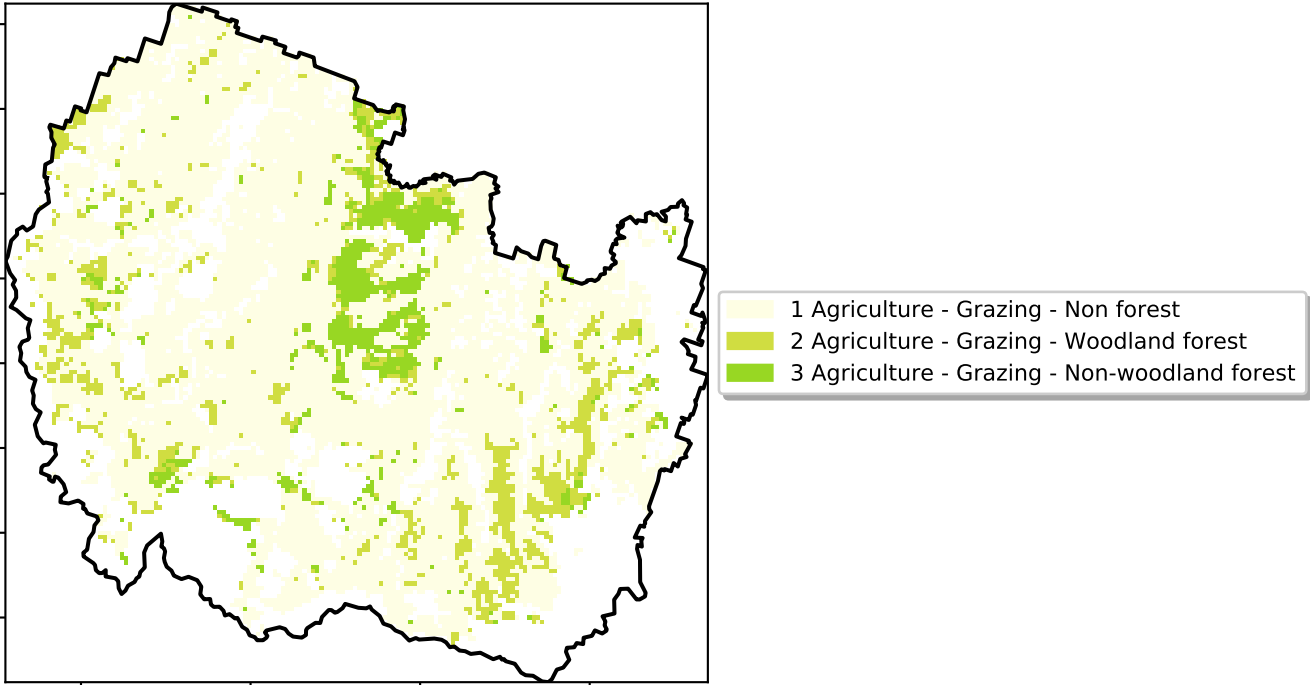 1 Agriculture - Grazing - Non forest
2 Agriculture - Grazing - Woodland forest
3 Agriculture - Grazing - Non-woodland forest